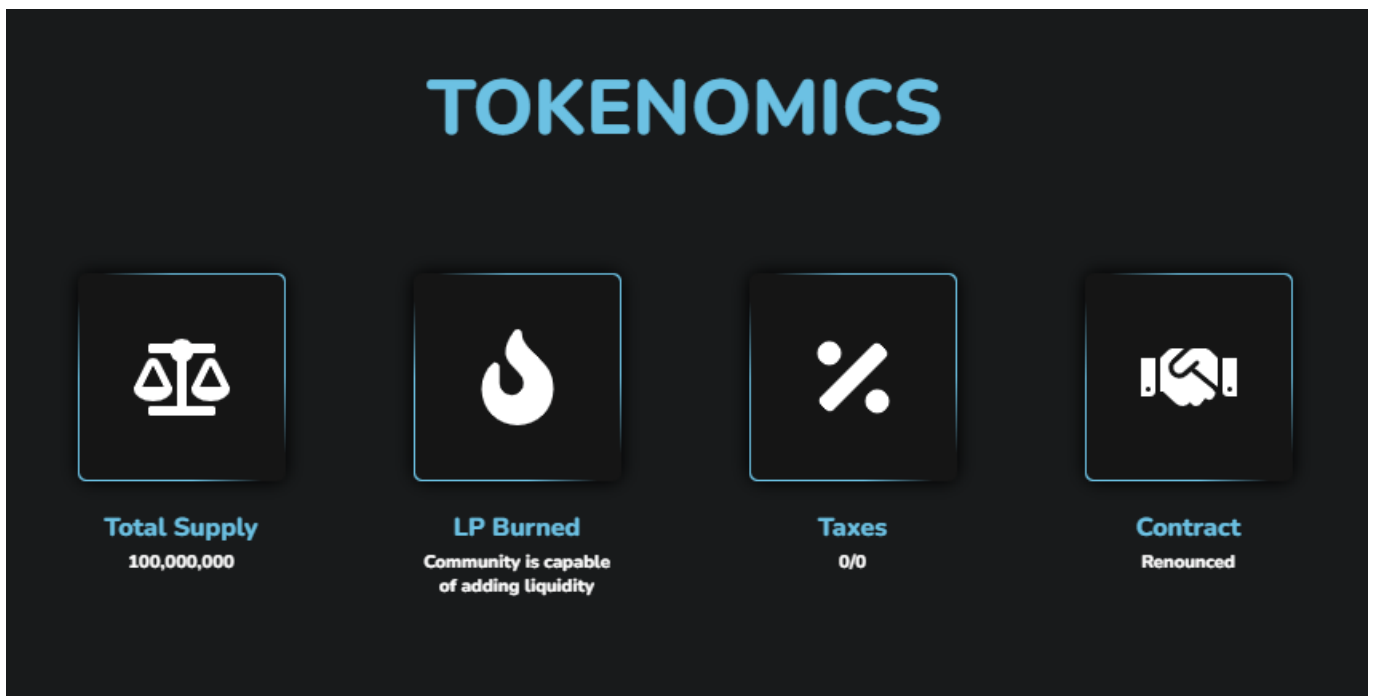 TOKENOMICS
Total Supply
100,000,000
LP Burned
Community is capable
of adding liquidity
Taxes
0/0
Contract
Renounced